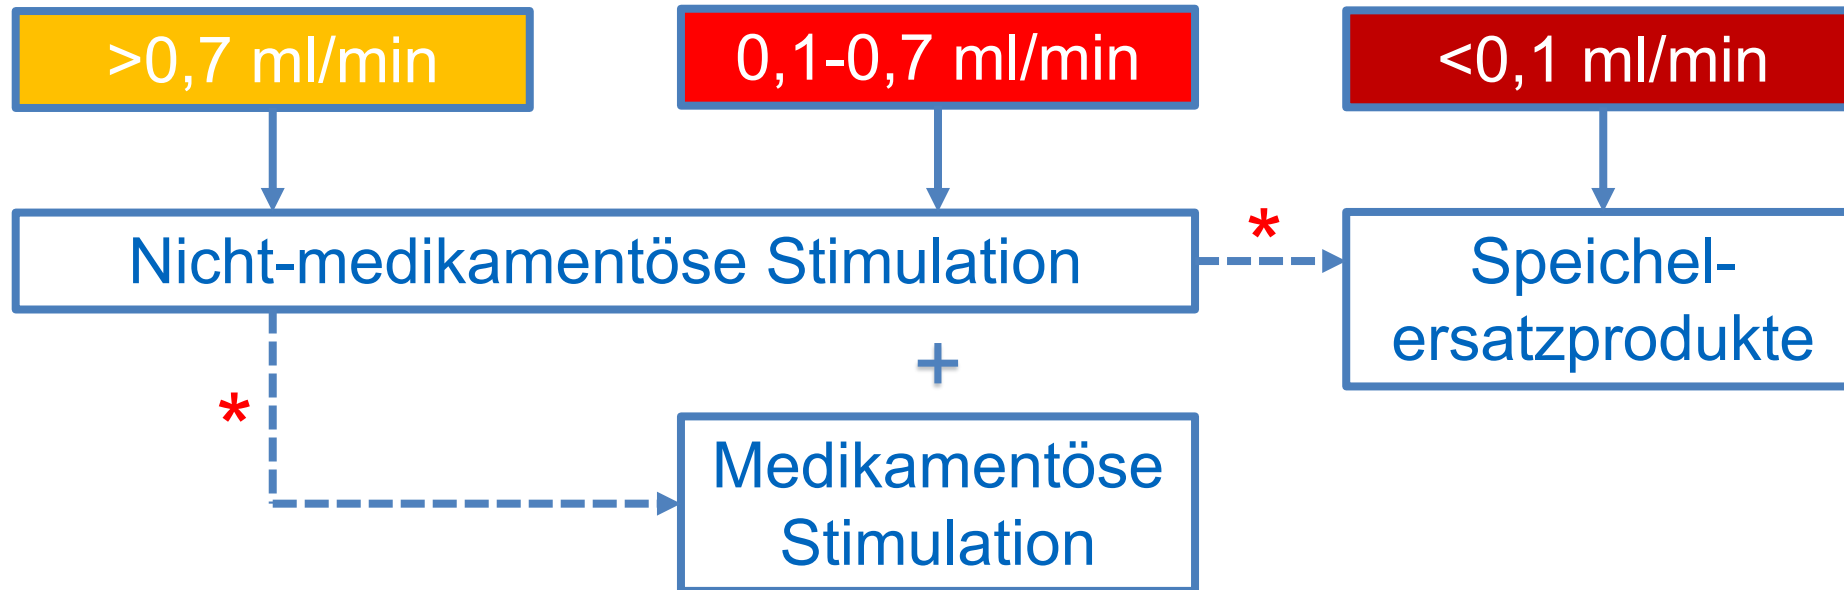 >0,7 ml/min
0,1-0,7 ml/min
<0,1 ml/min
Nicht-medikamentöse Stimulation
*
Speichel-
ersatzprodukte
+
*
Medikamentöse
Stimulation